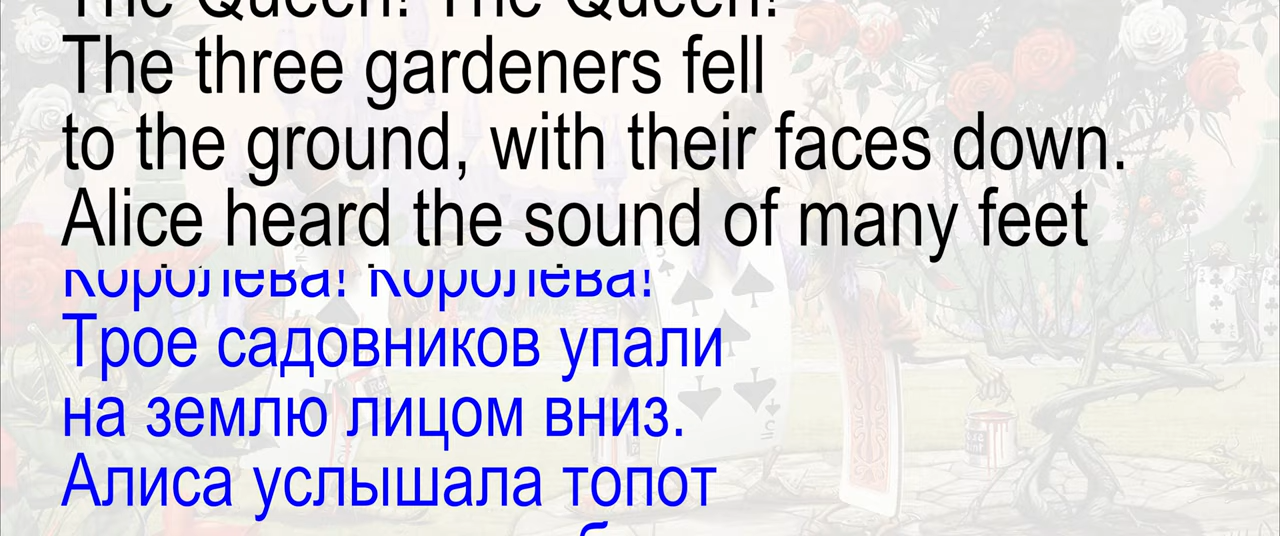 The Queen! The Queen!
The three gardeners fell
to the ground, with their faces down.
Alice heard the sound of many feet
Королева! Королева!
Трое садовников упали
на землю лицом вниз.
Алиса услышала топот